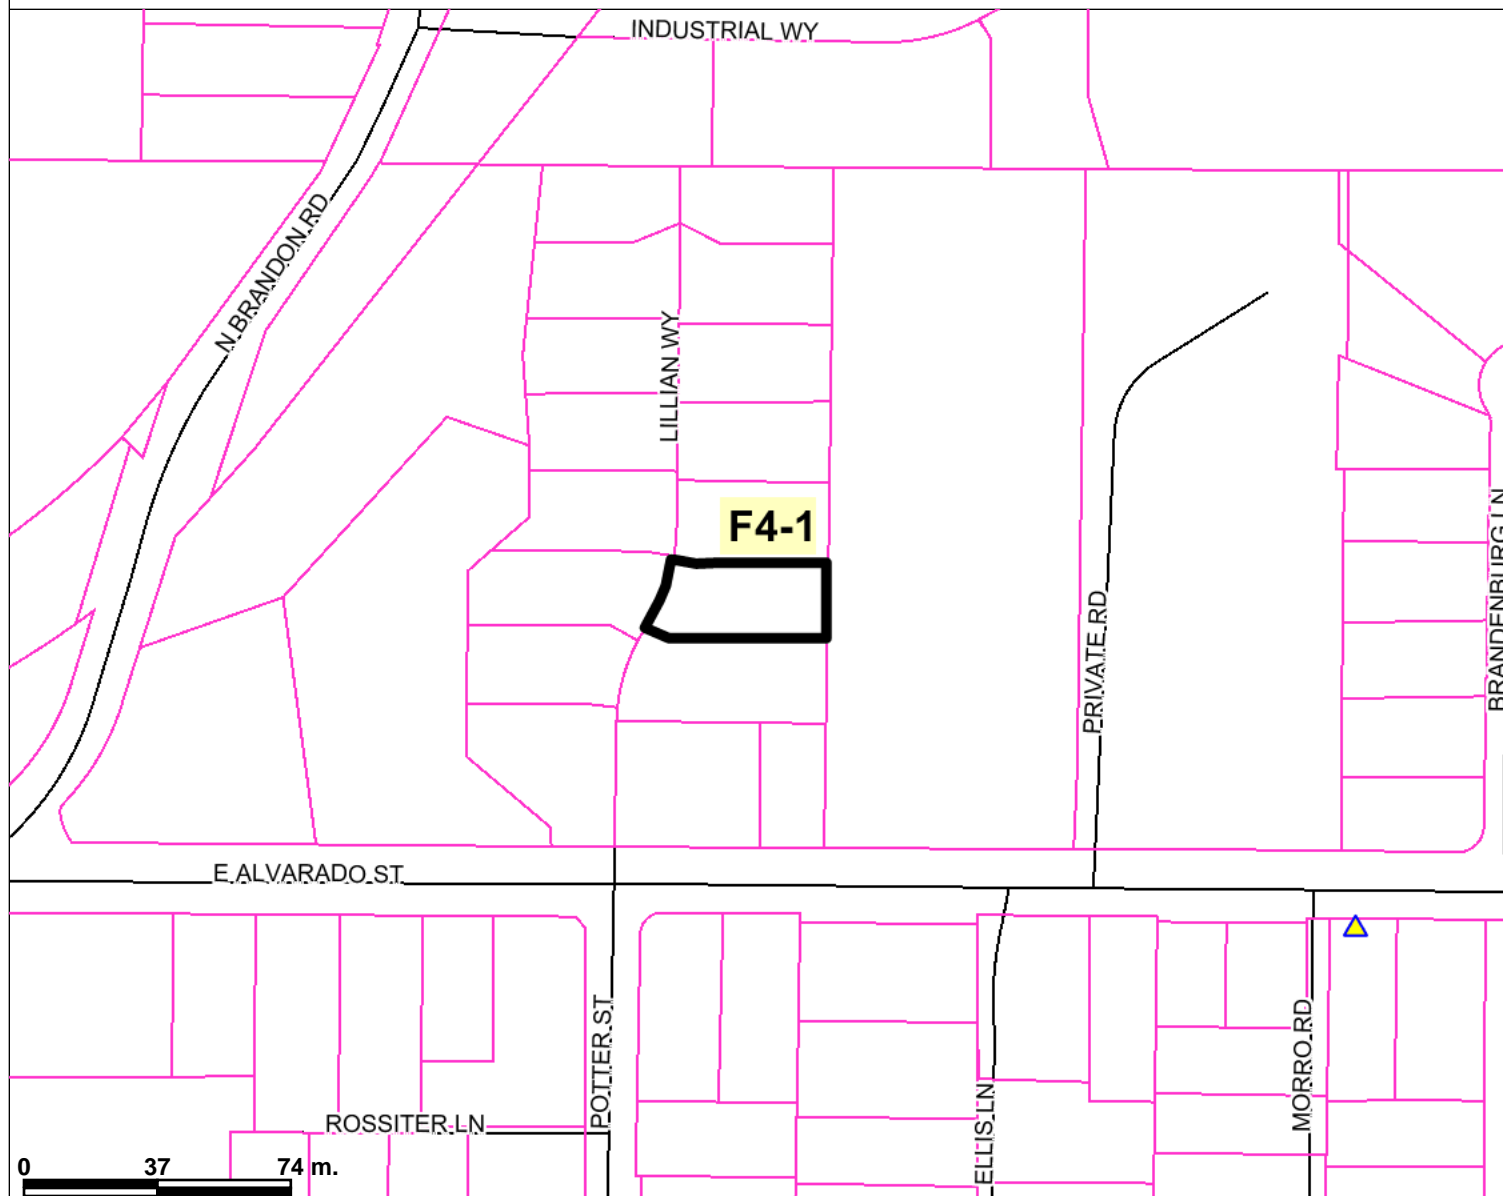 INDUSTRIAL WY
N BRANDON RD
LILLIAN WY
F4-1
BRANDENBURG LN
PRIVATE RD
E ALVARADO ST
POTTER ST
MORRO RD
ELLIS LN
ROSSITER LN
0 37 74 m.